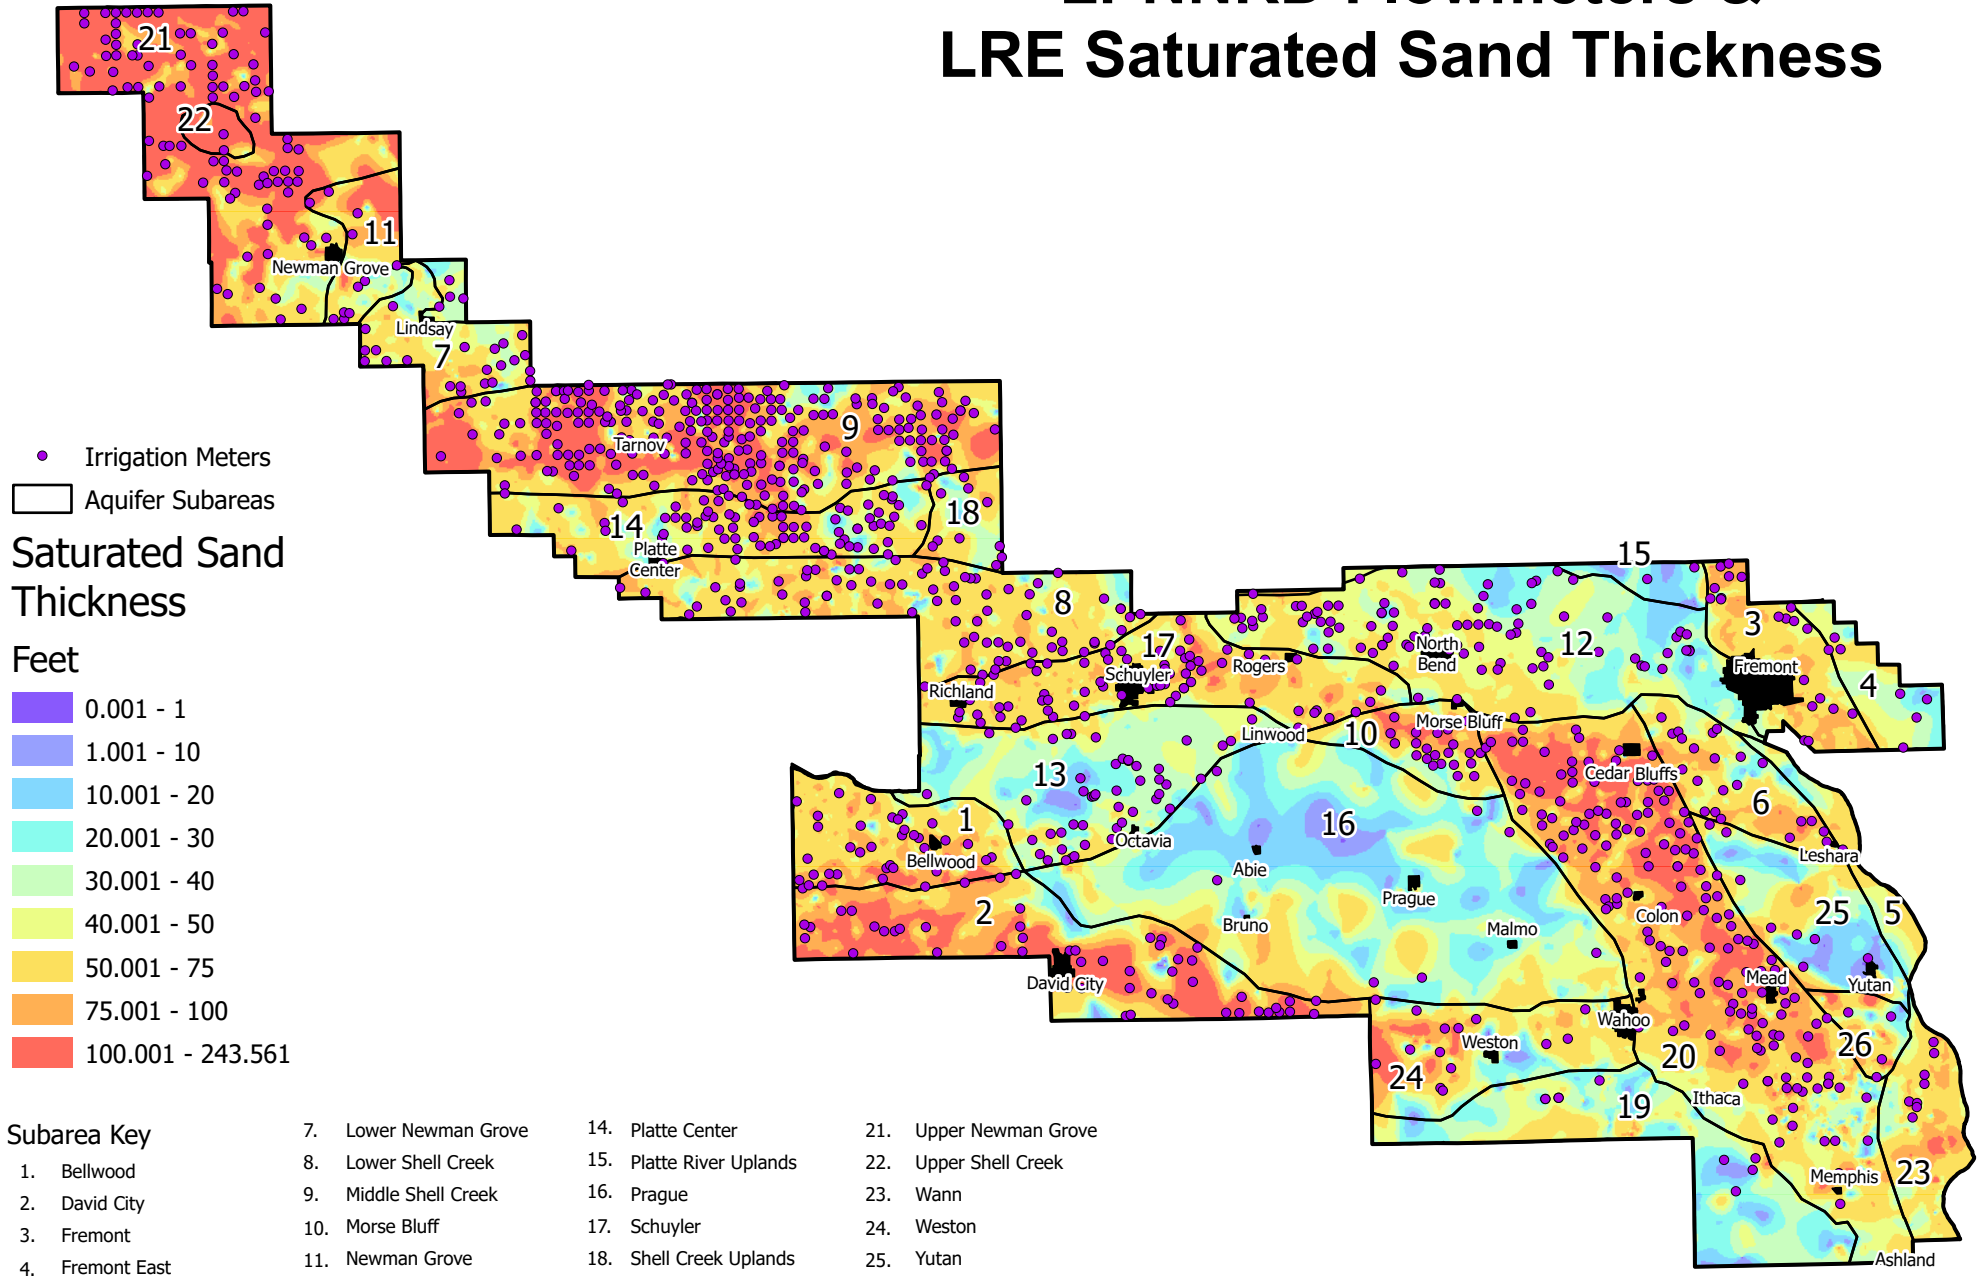 LPNNRD Flowmeters &
LRE Saturated Sand Thickness
21
22
11
Newman Grove
Lindsay
7
Irrigation Meters
Aquifer Subareas
Saturated Sand
Thickness
Feet
0.001 - 1
1.001 - 10
10.001 - 20
20.001 - 30
30.001 - 40
40.001 - 50
50.001 - 75
75.001 - 100
100.001 - 243.561
9
Tarnov
14
18
Platte
Center
15
8
17
12
3
North
Bend
Rogers
Fremont
Schuyler
Richland
4
Morse Bluff
Linwood
10
13
Cedar Bluffs
6
1
16
Octavia
Bellwood
Abie
Leshara
Prague
2
Colon
25
5
Bruno
Malmo
David City
Mead
Yutan
Wahoo
Weston
20
26
24
19
Ithaca
Memphis
23
Ashland
Subarea Key
1. Bellwood
2. David City
3. Fremont
4. Fremont East
7. Lower Newman Grove
8. Lower Shell Creek
9. Middle Shell Creek
10. Morse Bluff
11. Newman Grove
14. Platte Center
15. Platte River Uplands
16. Prague
17. Schuyler
18. Shell Creek Uplands
21. Upper Newman Grove
22. Upper Shell Creek
23. Wann
24. Weston
25. Yutan